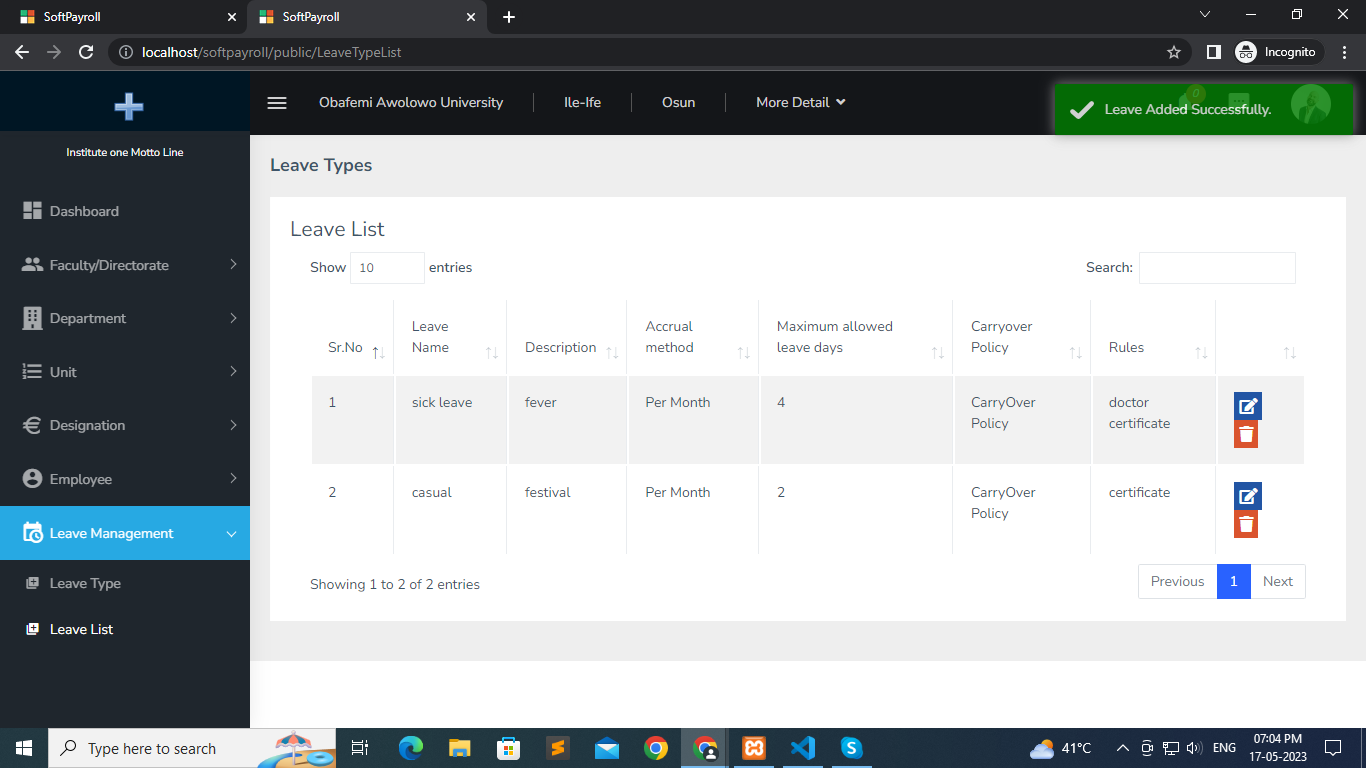 SoftPayroll
SoftPayroll
localhost/softpayroll/public/LeaveTypeList
Incognito
Institute one Motto Line
Obafemi Awolowo University
Ile-Ife
Osun
More Detail
0
Leave Added Successfully.
Dashboard
Faculty/Directorate
Department
Unit
Designation
Employee
Leave Management
Leave Type
Leave List
Leave Types
Leave List
Show 10 entries
Search:
Sr.No
Leave
Name
Description
Accrual
method
Maximum allowed
leave days
Carryover
Policy
Rules
1
sick leave
fever
Per Month
4
CarryOver
Policy
doctor
certificate
2
casual
festival
Per Month
2
CarryOver
Policy
certificate
Showing 1 to 2 of 2 entries
Previous
1
Next
Type here to search
41°C
ENG
07:04 PM
17-05-2023